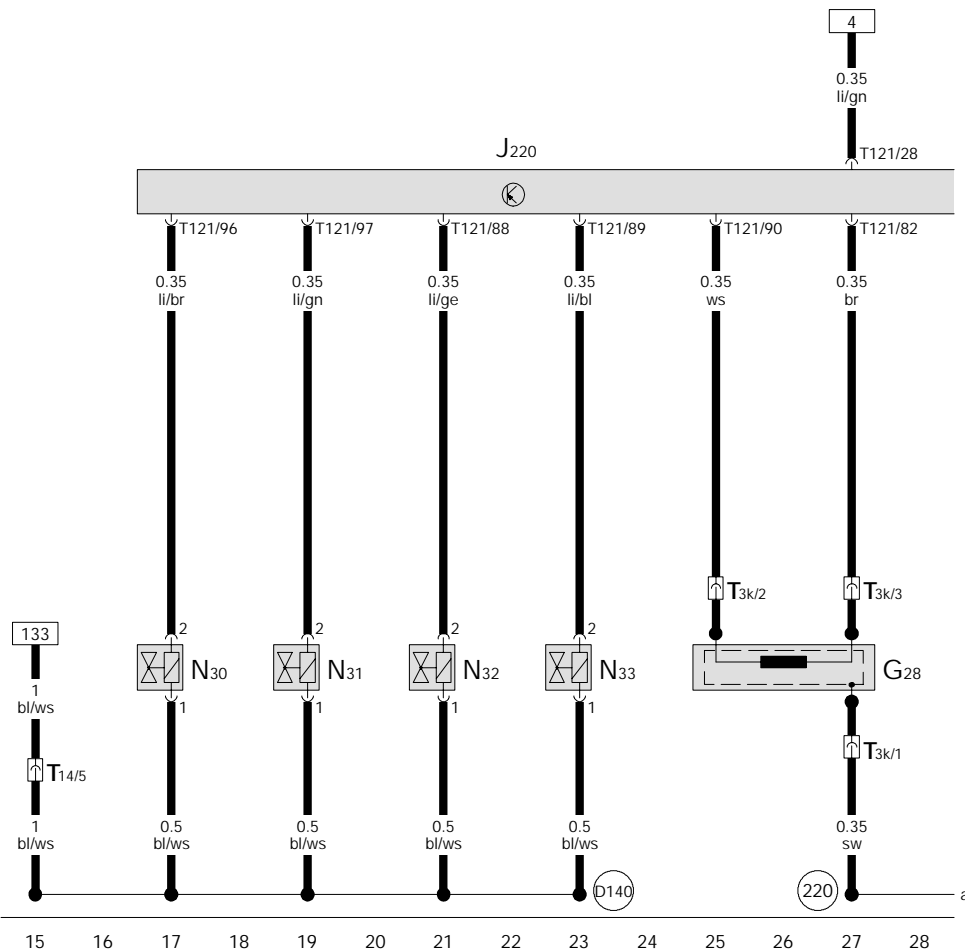 4
0.35
li/gn
J220
T121/28
T121/96
T121/97
T121/88
T121/89
T121/90
T121/82
0.35
li/br
0.35
li/gn
0.35
li/ge
0.35
li/bl
0.35
ws
0.35
br
T3k/2
T3k/3
133
2
2
2
2
N30
N31
N32
N33
G28
1
1
1
1
1
bl/ws
T14/5
T3k/1
1
bl/ws
0.5
bl/ws
0.5
bl/ws
0.5
bl/ws
0.5
bl/ws
0.35
sw
D140
220
a
15 16 17 18 19 20 21 22 23 24 25 26 27 28